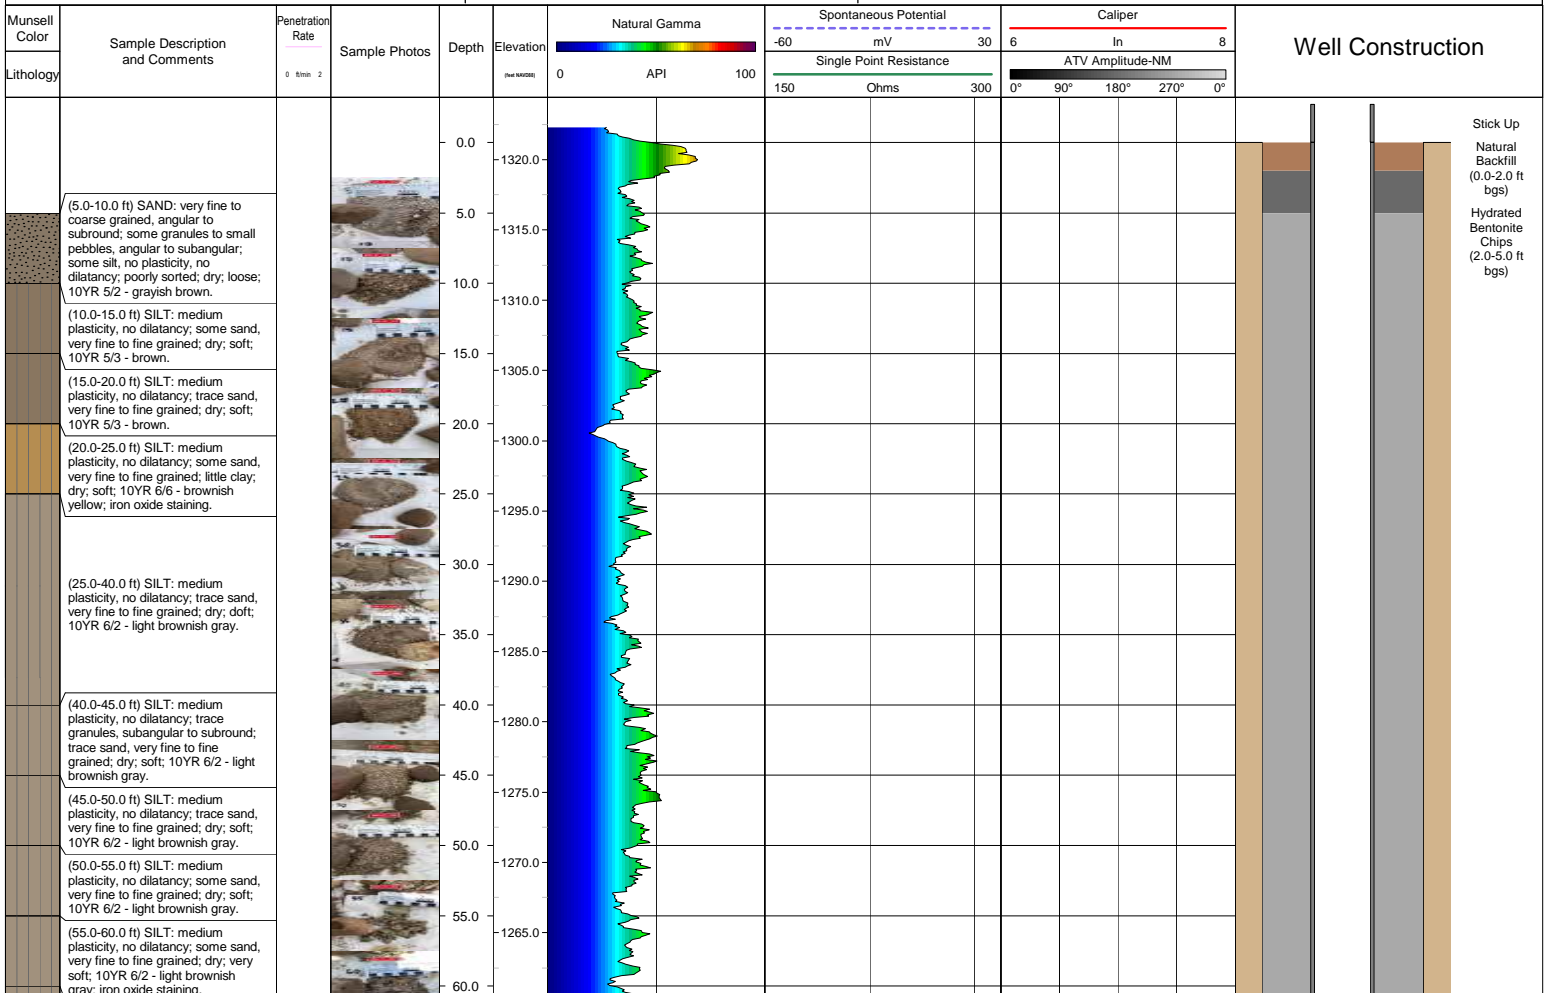 Munsell
Color
Lithology
Sample Description
and Comments
Penetration
Rate
0 ft/min 2
Sample Photos
Depth
Elevation
(feet NAVD88)
Natural Gamma
0 API 100
Spontaneous Potential
-60 mV 30
Single Point Resistance
150 Ohms 300
Caliper
6 In 8
ATV Amplitude-NM
0° 90° 180° 270° 0°
Well Construction
(5.0-10.0 ft) SAND: very fine to
coarse grained, angular to
subround; some granules to small
pebbles, angular to subangular;
some silt, no plasticity, no
dilatancy; poorly sorted; dry; loose;
10YR 5/2 - grayish brown.
(10.0-15.0 ft) SILT: medium
plasticity, no dilatancy; some sand,
very fine to fine grained; dry; soft;
10YR 5/3 - brown.
(15.0-20.0 ft) SILT: medium
plasticity, no dilatancy; trace sand,
very fine to fine grained; dry; soft;
10YR 5/3 - brown.
(20.0-25.0 ft) SILT: medium
plasticity, no dilatancy; some sand,
very fine to fine grained; little clay;
dry; soft; 10YR 6/6 - brownish
yellow; iron oxide staining.
(25.0-40.0 ft) SILT: medium
plasticity, no dilatancy; trace sand,
very fine to fine grained; dry; doft;
10YR 6/2 - light brownish gray.
(40.0-45.0 ft) SILT: medium
plasticity, no dilatancy; trace
granules, subangular to subround;
trace sand, very fine to fine
grained; dry; soft; 10YR 6/2 - light
brownish gray.
(45.0-50.0 ft) SILT: medium
plasticity, no dilatancy; trace sand,
very fine to fine grained; dry; soft;
10YR 6/2 - light brownish gray.
(50.0-55.0 ft) SILT: medium
plasticity, no dilatancy; some sand,
very fine to fine grained; dry; soft;
10YR 6/2 - light brownish gray.
(55.0-60.0 ft) SILT: medium
plasticity, no dilatancy; some sand,
very fine to fine grained; dry; very
soft; 10YR 6/2 - light brownish
gray; iron oxide staining.
0.0
5.0
10.0
15.0
20.0
25.0
30.0
35.0
40.0
45.0
50.0
55.0
60.0
1320.0
1315.0
1310.0
1305.0
1300.0
1295.0
1290.0
1285.0
1280.0
1275.0
1270.0
1265.0
Stick Up
Natural
Backfill
(0.0-2.0 ft
bgs)
Hydrated
Bentonite
Chips
(2.0-5.0 ft
bgs)